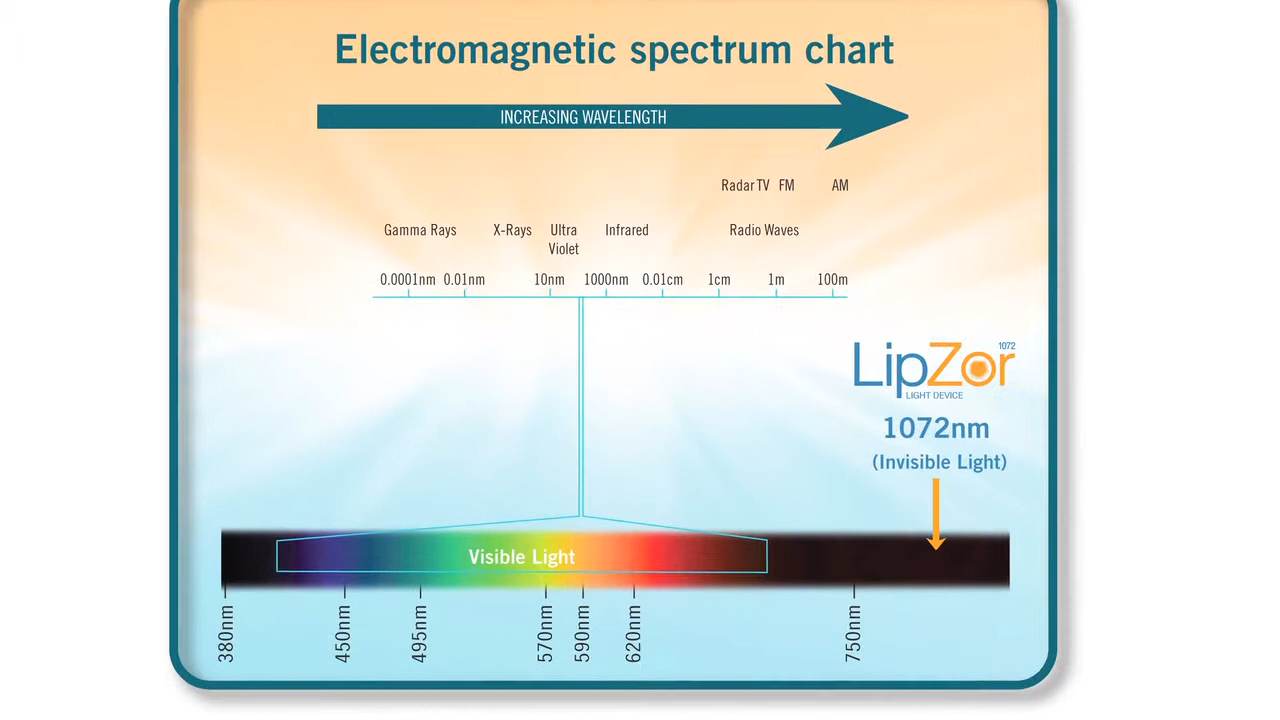 Electromagnetic spectrum chart
INCREASING WAVELENGTH
Radar TV FM AM
Gamma Rays X-Rays Ultra Violet Infrared Radio Waves
0.0001nm 0.01nm 10nm 1000nm 0.01cm 1cm 1m 100m
LipZor 1072
LIGHT DEVICE
1072nm
(Invisible Light)
Visible Light
380nm 450nm 495nm 570nm 590nm 620nm 750nm